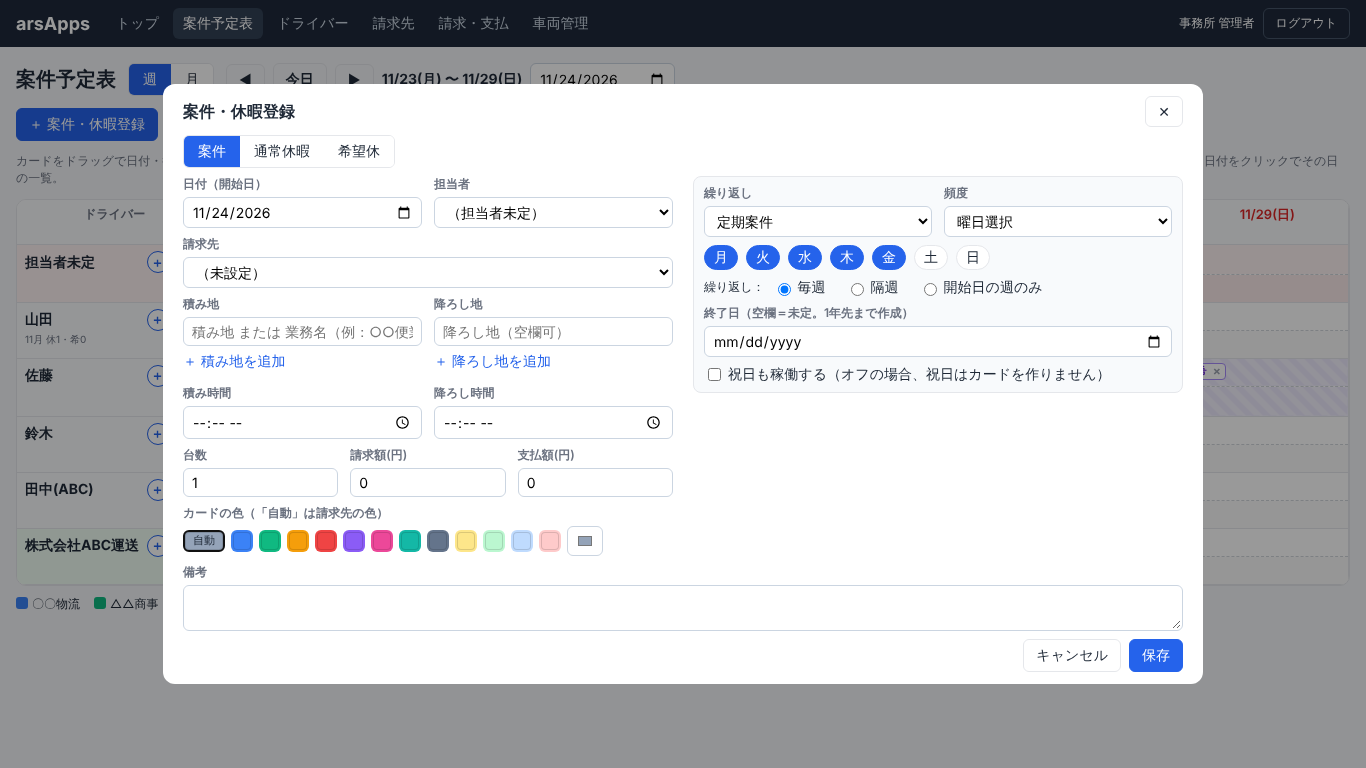 arsApps トップ 案件予定表 ドライバー 請求先 請求・支払 車両管理 事務所 管理者 ログアウト
案件予定表 週 月 ◀ 今日 ▶ 11/23(月) 〜 11/29(日) 11/24/2026
＋ 案件・休暇登録
カードをドラッグで日付・
日付をクリックでその日
の一覧。
ドライバー 11/29(日)
担当者未定 +
山田 +
11月 休1・希0
佐藤 +
鈴木 +
田中(ABC) +
株式会社ABC運送 +
〇〇物流 △△商事
案件・休暇登録 ×
案件 通常休暇 希望休
日付（開始日） 担当者
11/24/2026 （担当者未定）
請求先
（未設定）
積み地 降ろし地
積み地 または 業務名（例：〇〇便 降ろし地（空欄可）
＋ 積み地を追加 ＋ 降ろし地を追加
積み時間 降ろし時間
--:-- -- --:-- --
台数 請求額(円) 支払額(円)
1 0 0
カードの色（「自動」は請求先の色）
自動
備考
繰り返し 頻度
定期案件 曜日選択
月 火 水 木 金 土 日
繰り返し： 毎週 隔週 開始日の週のみ
終了日（空欄＝未定。1年先まで作成）
mm/dd/yyyy
祝日も稼働する（オフの場合、祝日はカードを作りません）
×
キャンセル 保存